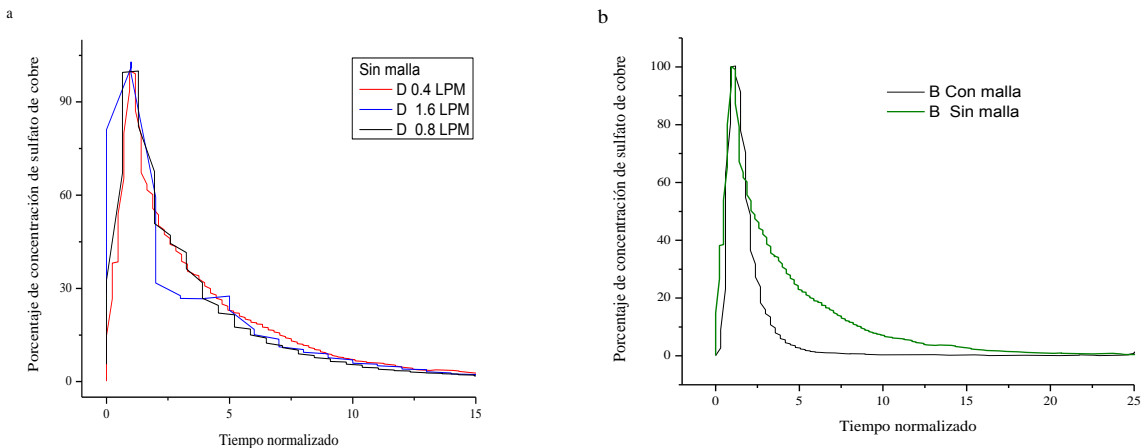 a
Porcentaje de concentración de sulfato de cobre
90
60
30
0
0
5
10
15
Tiempo normalizado
Sin malla
D 0.4 LPM
D 1.6 LPM
D 0.8 LPM
b
Porcentaje de concentración de sulfato de cobre
100
80
60
40
20
0
0
5
10
15
20
25
Tiempo normalizado
B Con malla
B Sin malla